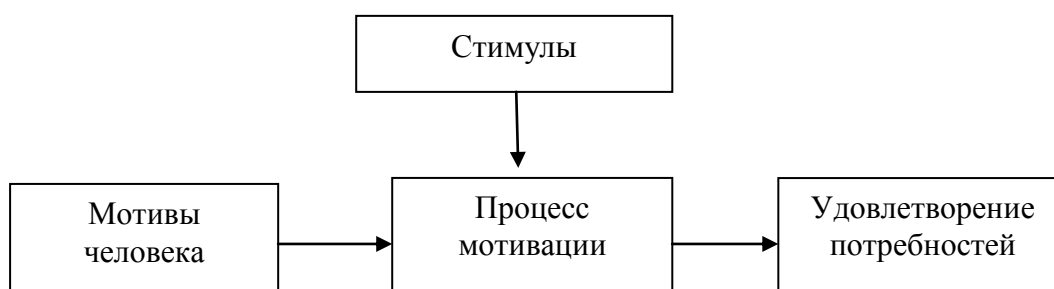 Стимулы
Мотивы
человека
Процесс
мотивации
Удовлетворение
потребностей